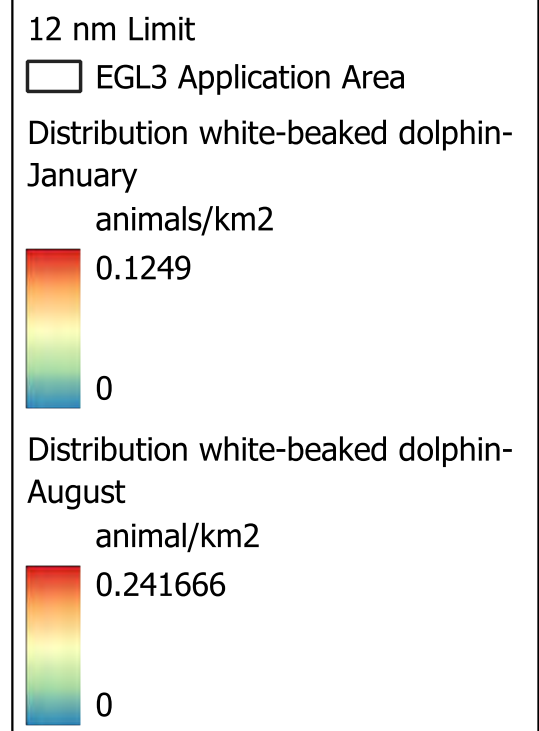 12 nm Limit
EGL3 Application Area
Distribution white-beaked dolphin-
January
animals/km2
0.1249
0
Distribution white-beaked dolphin-
August
animal/km2
0.241666
0